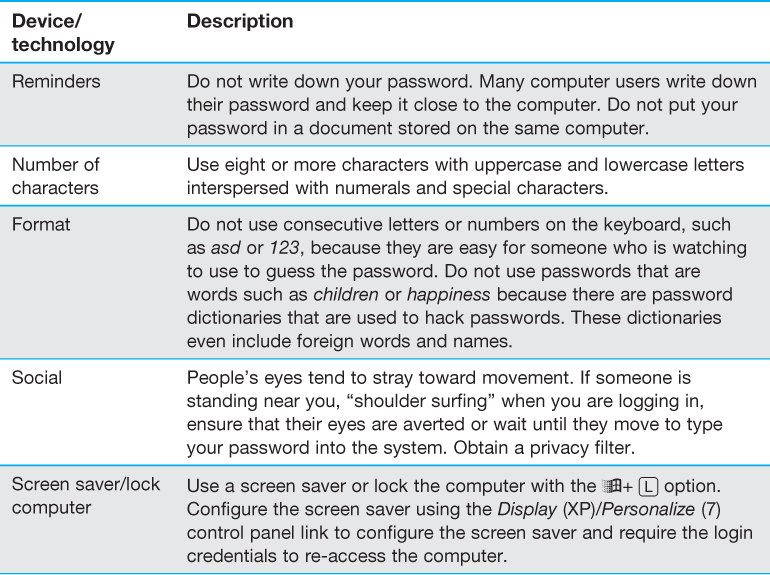 Device/
technology
Description
Reminders
Do not write down your password. Many computer users write down
their password and keep it close to the computer. Do not put your
password in a document stored on the same computer.
Number of
characters
Use eight or more characters with uppercase and lowercase letters
interspersed with numerals and special characters.
Format
Do not use consecutive letters or numbers on the keyboard, such
as asd or 123, because they are easy for someone who is watching
to use to guess the password. Do not use passwords that are
words such as children or happiness because there are password
dictionaries that are used to hack passwords. These dictionaries
even include foreign words and names.
Social
People’s eyes tend to stray toward movement. If someone is
standing near you, “shoulder surfing” when you are logging in,
ensure that their eyes are averted or wait until they move to type
your password into the system. Obtain a privacy filter.
Screen saver/lock
computer
Use a screen saver or lock the computer with the + L option.
Configure the screen saver using the Display (XP)/Personalize (7)
control panel link to configure the screen saver and require the login
credentials to re-access the computer.